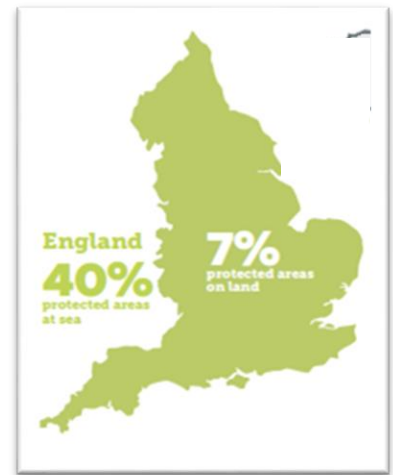 England
40%
protected areas
at sea
7%
protected areas
on land